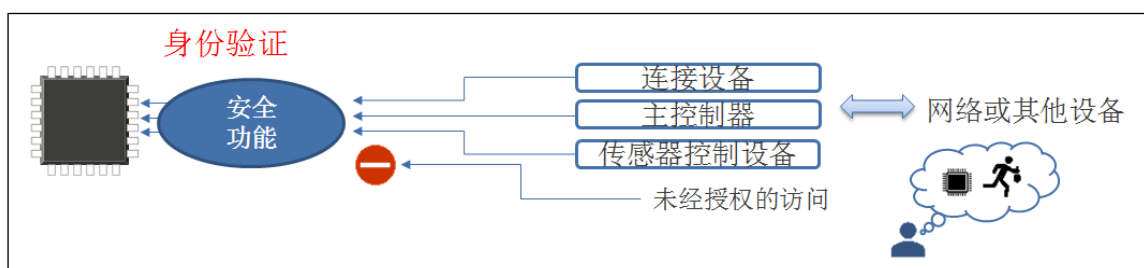 身份验证
安全
功能
连接设备
主控制器
传感器控制设备
未经授权的访问
网络或其他设备